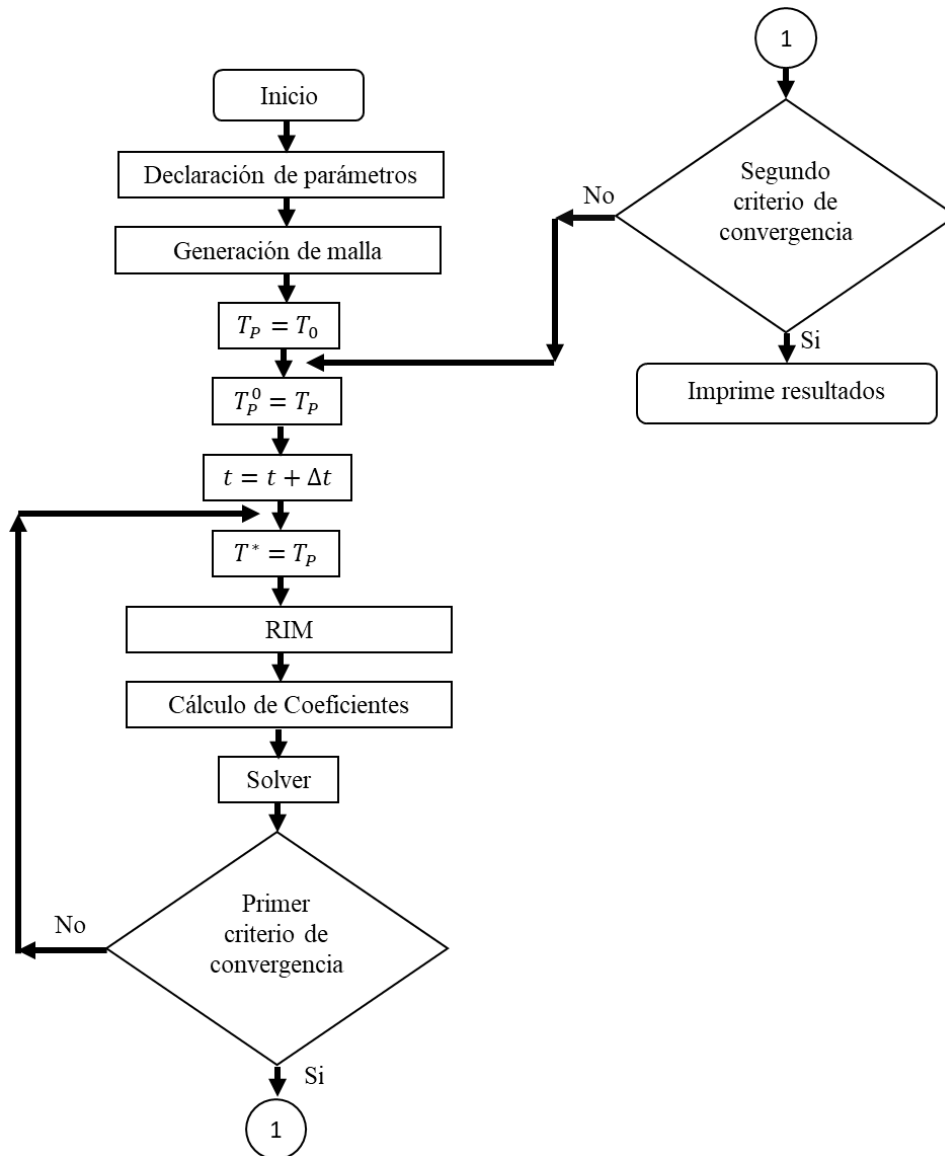 Inicio
Declaración de parámetros
Generación de malla
T_P = T_0
T_P^0 = T_P
t = t + Δt
T* = T_P
RIM
Cálculo de Coeficientes
Solver
Primer
criterio de
convergencia
No
Si
1
1
Segundo
criterio de
convergencia
No
Si
Imprime resultados